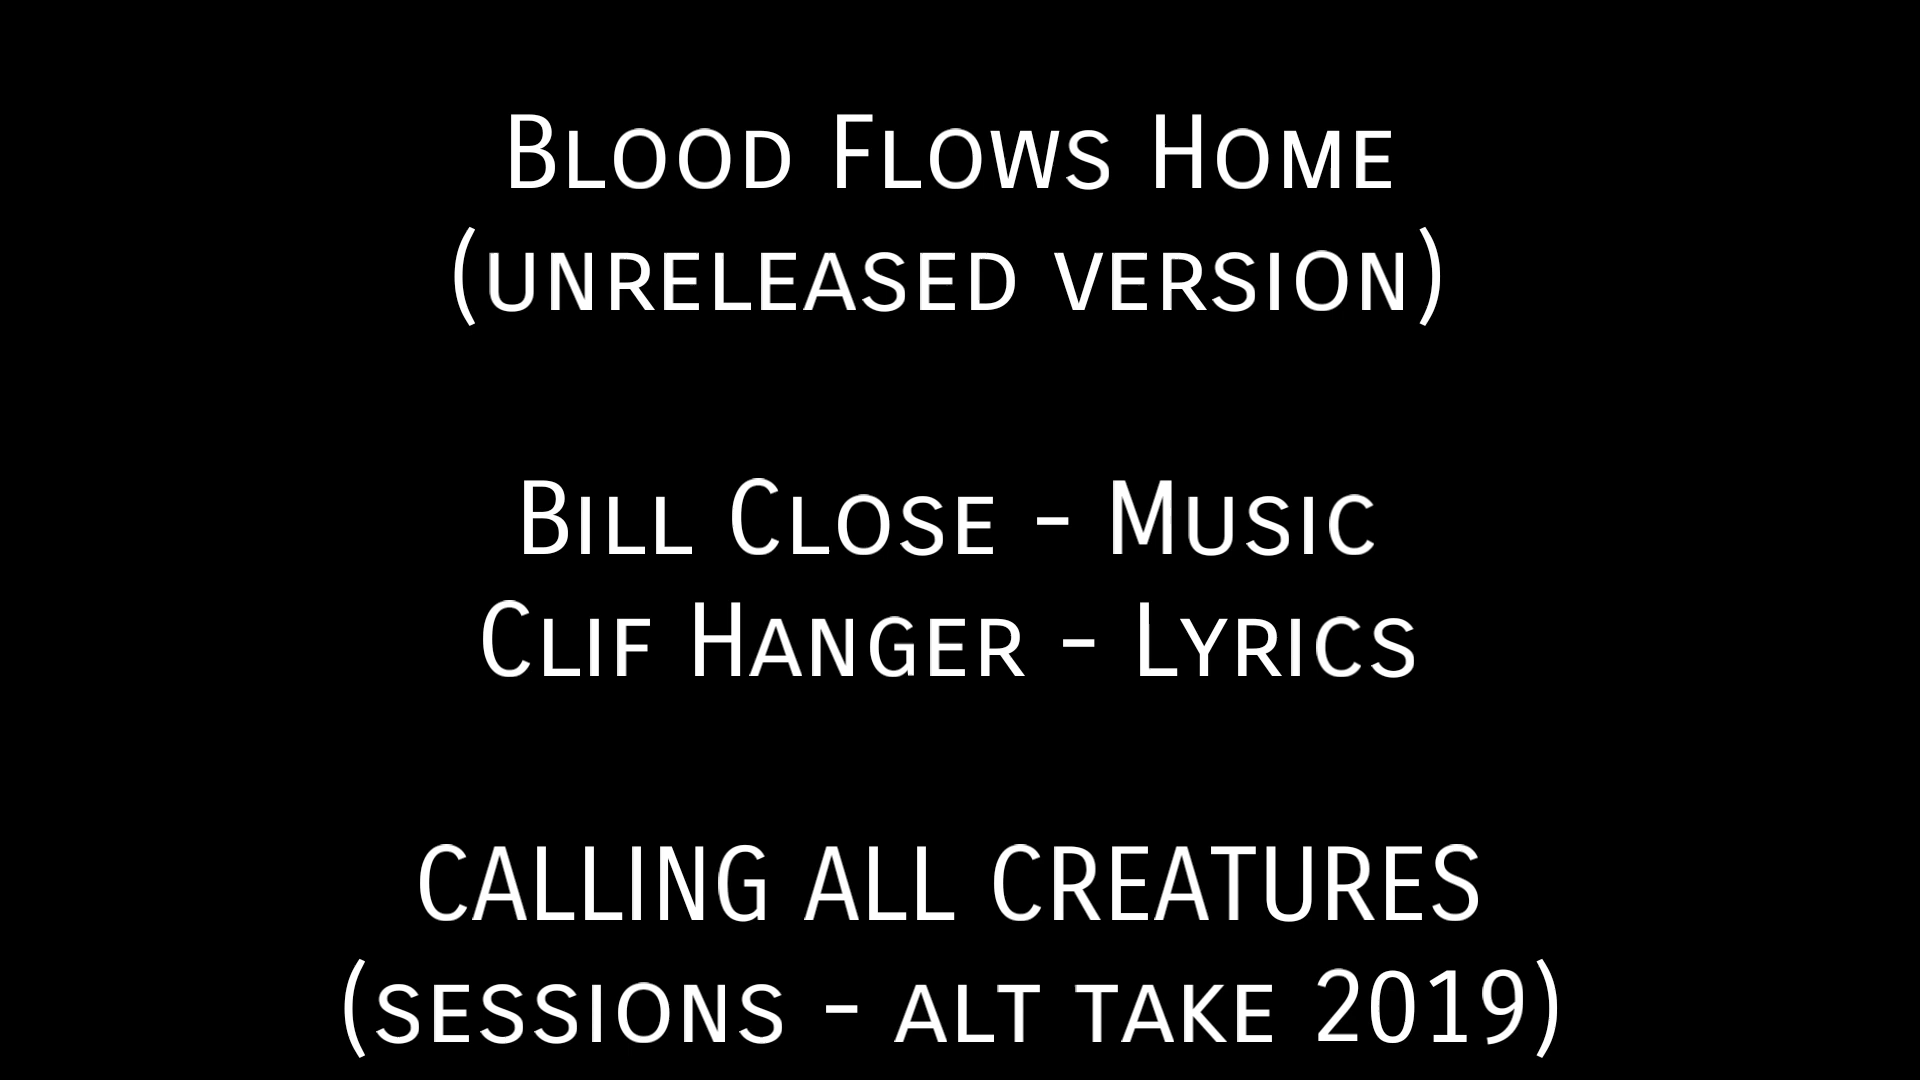 Blood Flows Home
(unreleased version)
Bill Close - Music
Clif Hanger - Lyrics
CALLING ALL CREATURES
(sessions - alt take 2019)